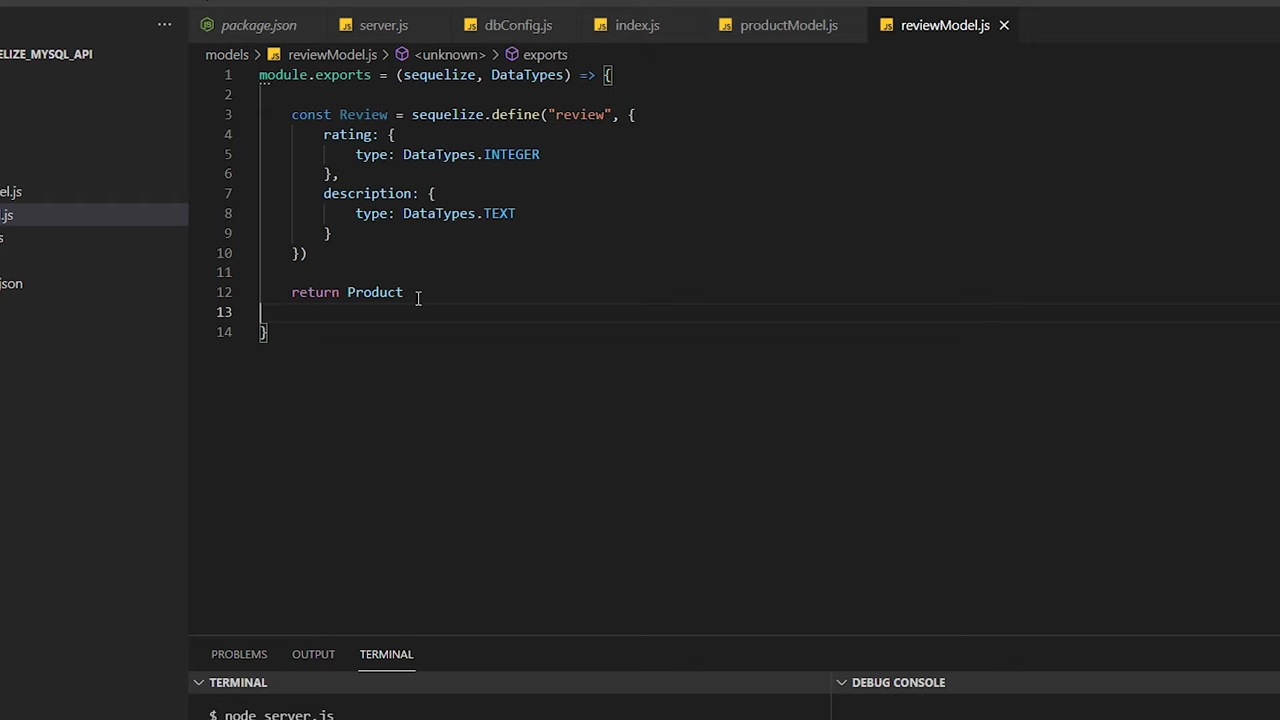 package.json server.js dbConfig.js index.js productModel.js reviewModel.js
ELIZE_MYSQL_API
models > reviewModel.js > <unknown> > exports
1 module.exports = (sequelize, DataTypes) => {
2
3 const Review = sequelize.define("review", {
4 rating: {
5 type: DataTypes.INTEGER
6 },
7 description: {
8 type: DataTypes.TEXT
9 }
10 })
11
12 return Product
13
14 }
el.js
.js
s
json
PROBLEMS OUTPUT TERMINAL
TERMINAL DEBUG CONSOLE
$ node server.js